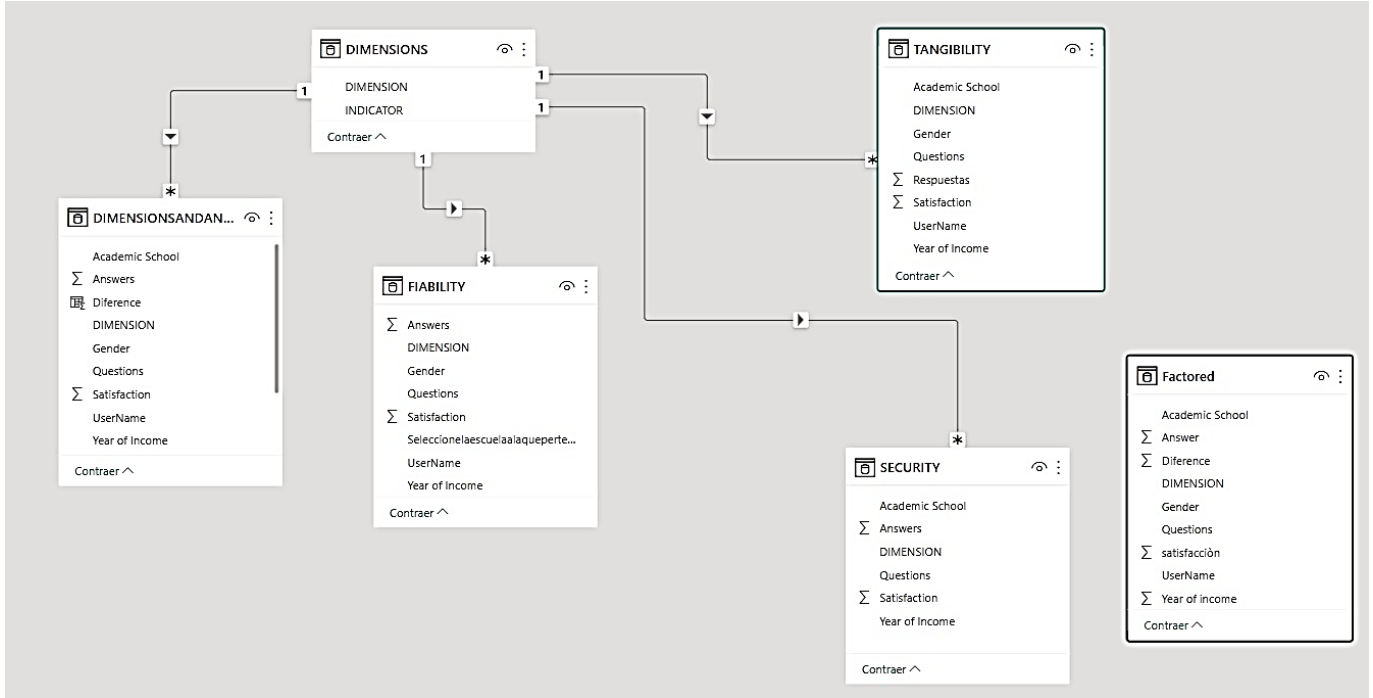 DIMENSIONS
DIMENSION
INDICATOR
Contraer
1
1
1
1
*
*
*
*
DIMENSIONSANDAN...
Academic School
Answers
Diference
DIMENSION
Gender
Questions
Satisfaction
UserName
Year of Income
Contraer
FIABILITY
Answers
DIMENSION
Gender
Questions
Satisfaction
Seleccionelaescuelaalaqueperte...
UserName
Year of Income
Contraer
TANGIBILITY
Academic School
DIMENSION
Gender
Questions
Respuestas
Satisfaction
UserName
Year of Income
Contraer
SECURITY
Academic School
Answers
DIMENSION
Questions
Satisfaction
Year of Income
Contraer
Factored
Academic School
Answer
Diference
DIMENSION
Gender
Questions
satisfacciòn
UserName
Year of income
Contraer